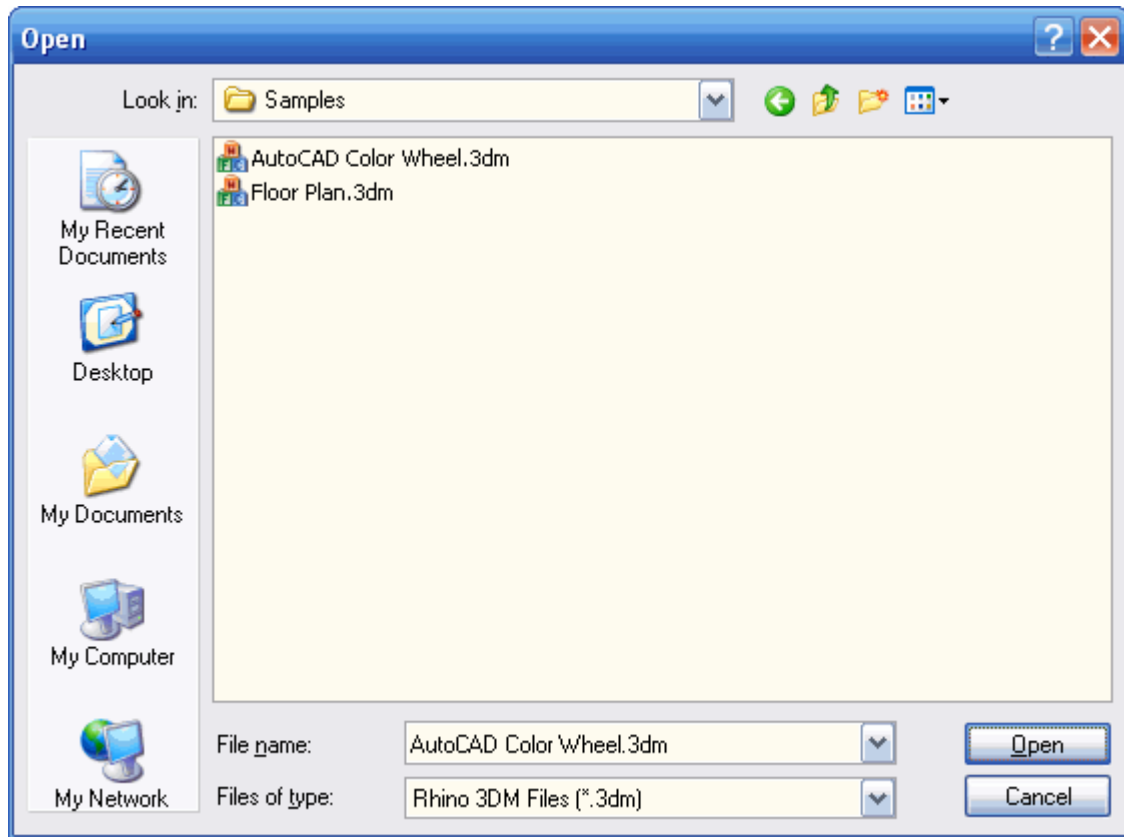 Open
Look in: Samples
AutoCAD Color Wheel.3dm
Floor Plan.3dm
My Recent
Documents
Desktop
My Documents
My Computer
My Network
File name: AutoCAD Color Wheel.3dm Open
Files of type: Rhino 3DM Files (*.3dm) Cancel